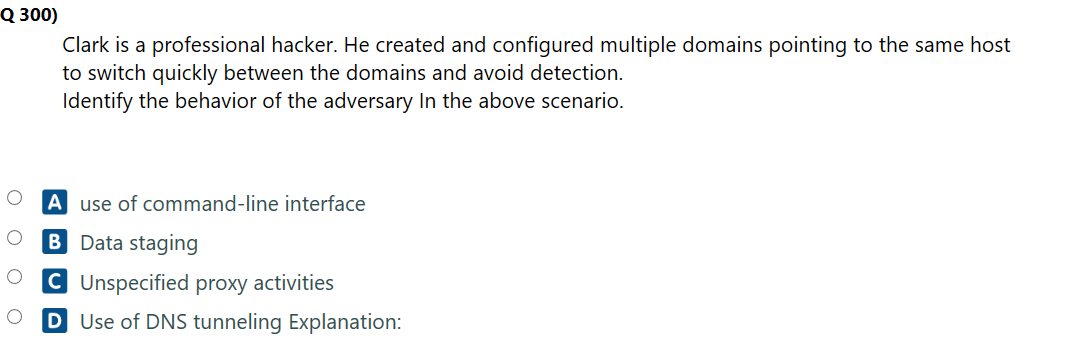 Q 300)
Clark is a professional hacker. He created and configured multiple domains pointing to the same host
to switch quickly between the domains and avoid detection.
Identify the behavior of the adversary In the above scenario.
A use of command-line interface
B Data staging
C Unspecified proxy activities
D Use of DNS tunneling Explanation: